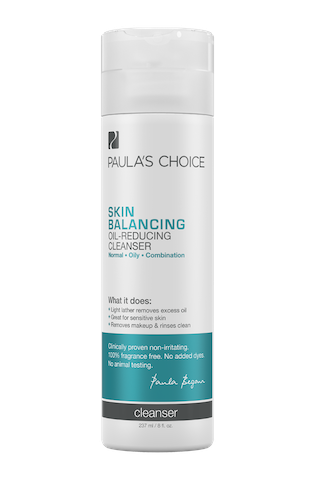 PAULA'S CHOICE
SKIN
BALANCING
OIL-REDUCING
CLEANSER
Normal • Oily • Combination
What it does:
• Light lather removes excess oil
• Great for sensitive skin
• Removes makeup & rinses clean
Clinically proven non-irritating.
100% fragrance free. No added dyes.
No animal testing.
Paula Begoun
cleanser
237 ml / 8 fl. oz.